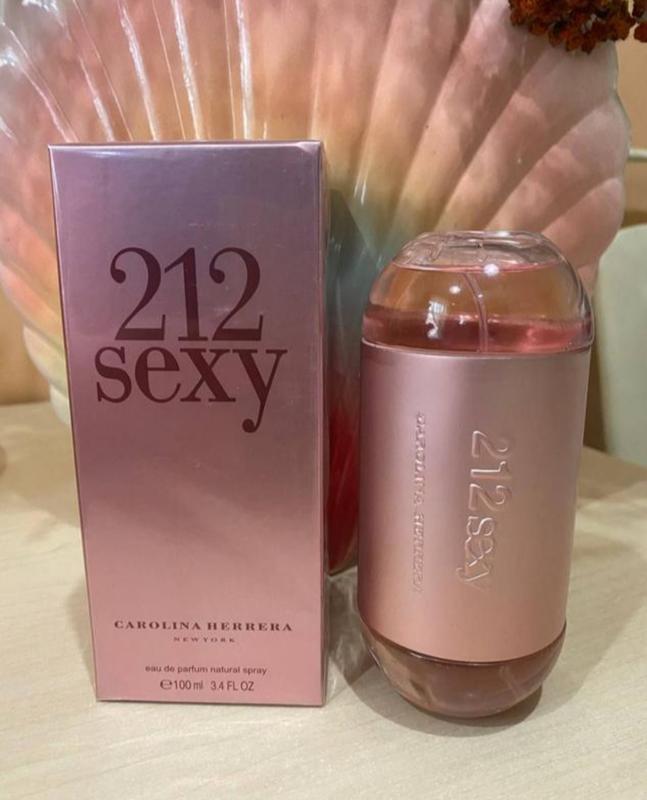 212
sexy
CAROLINA HERRERA
NEW YORK
eau de parfum natural spray
℮100 ml 3.4 FL OZ
212 sexy
CAROLINA HERRERA